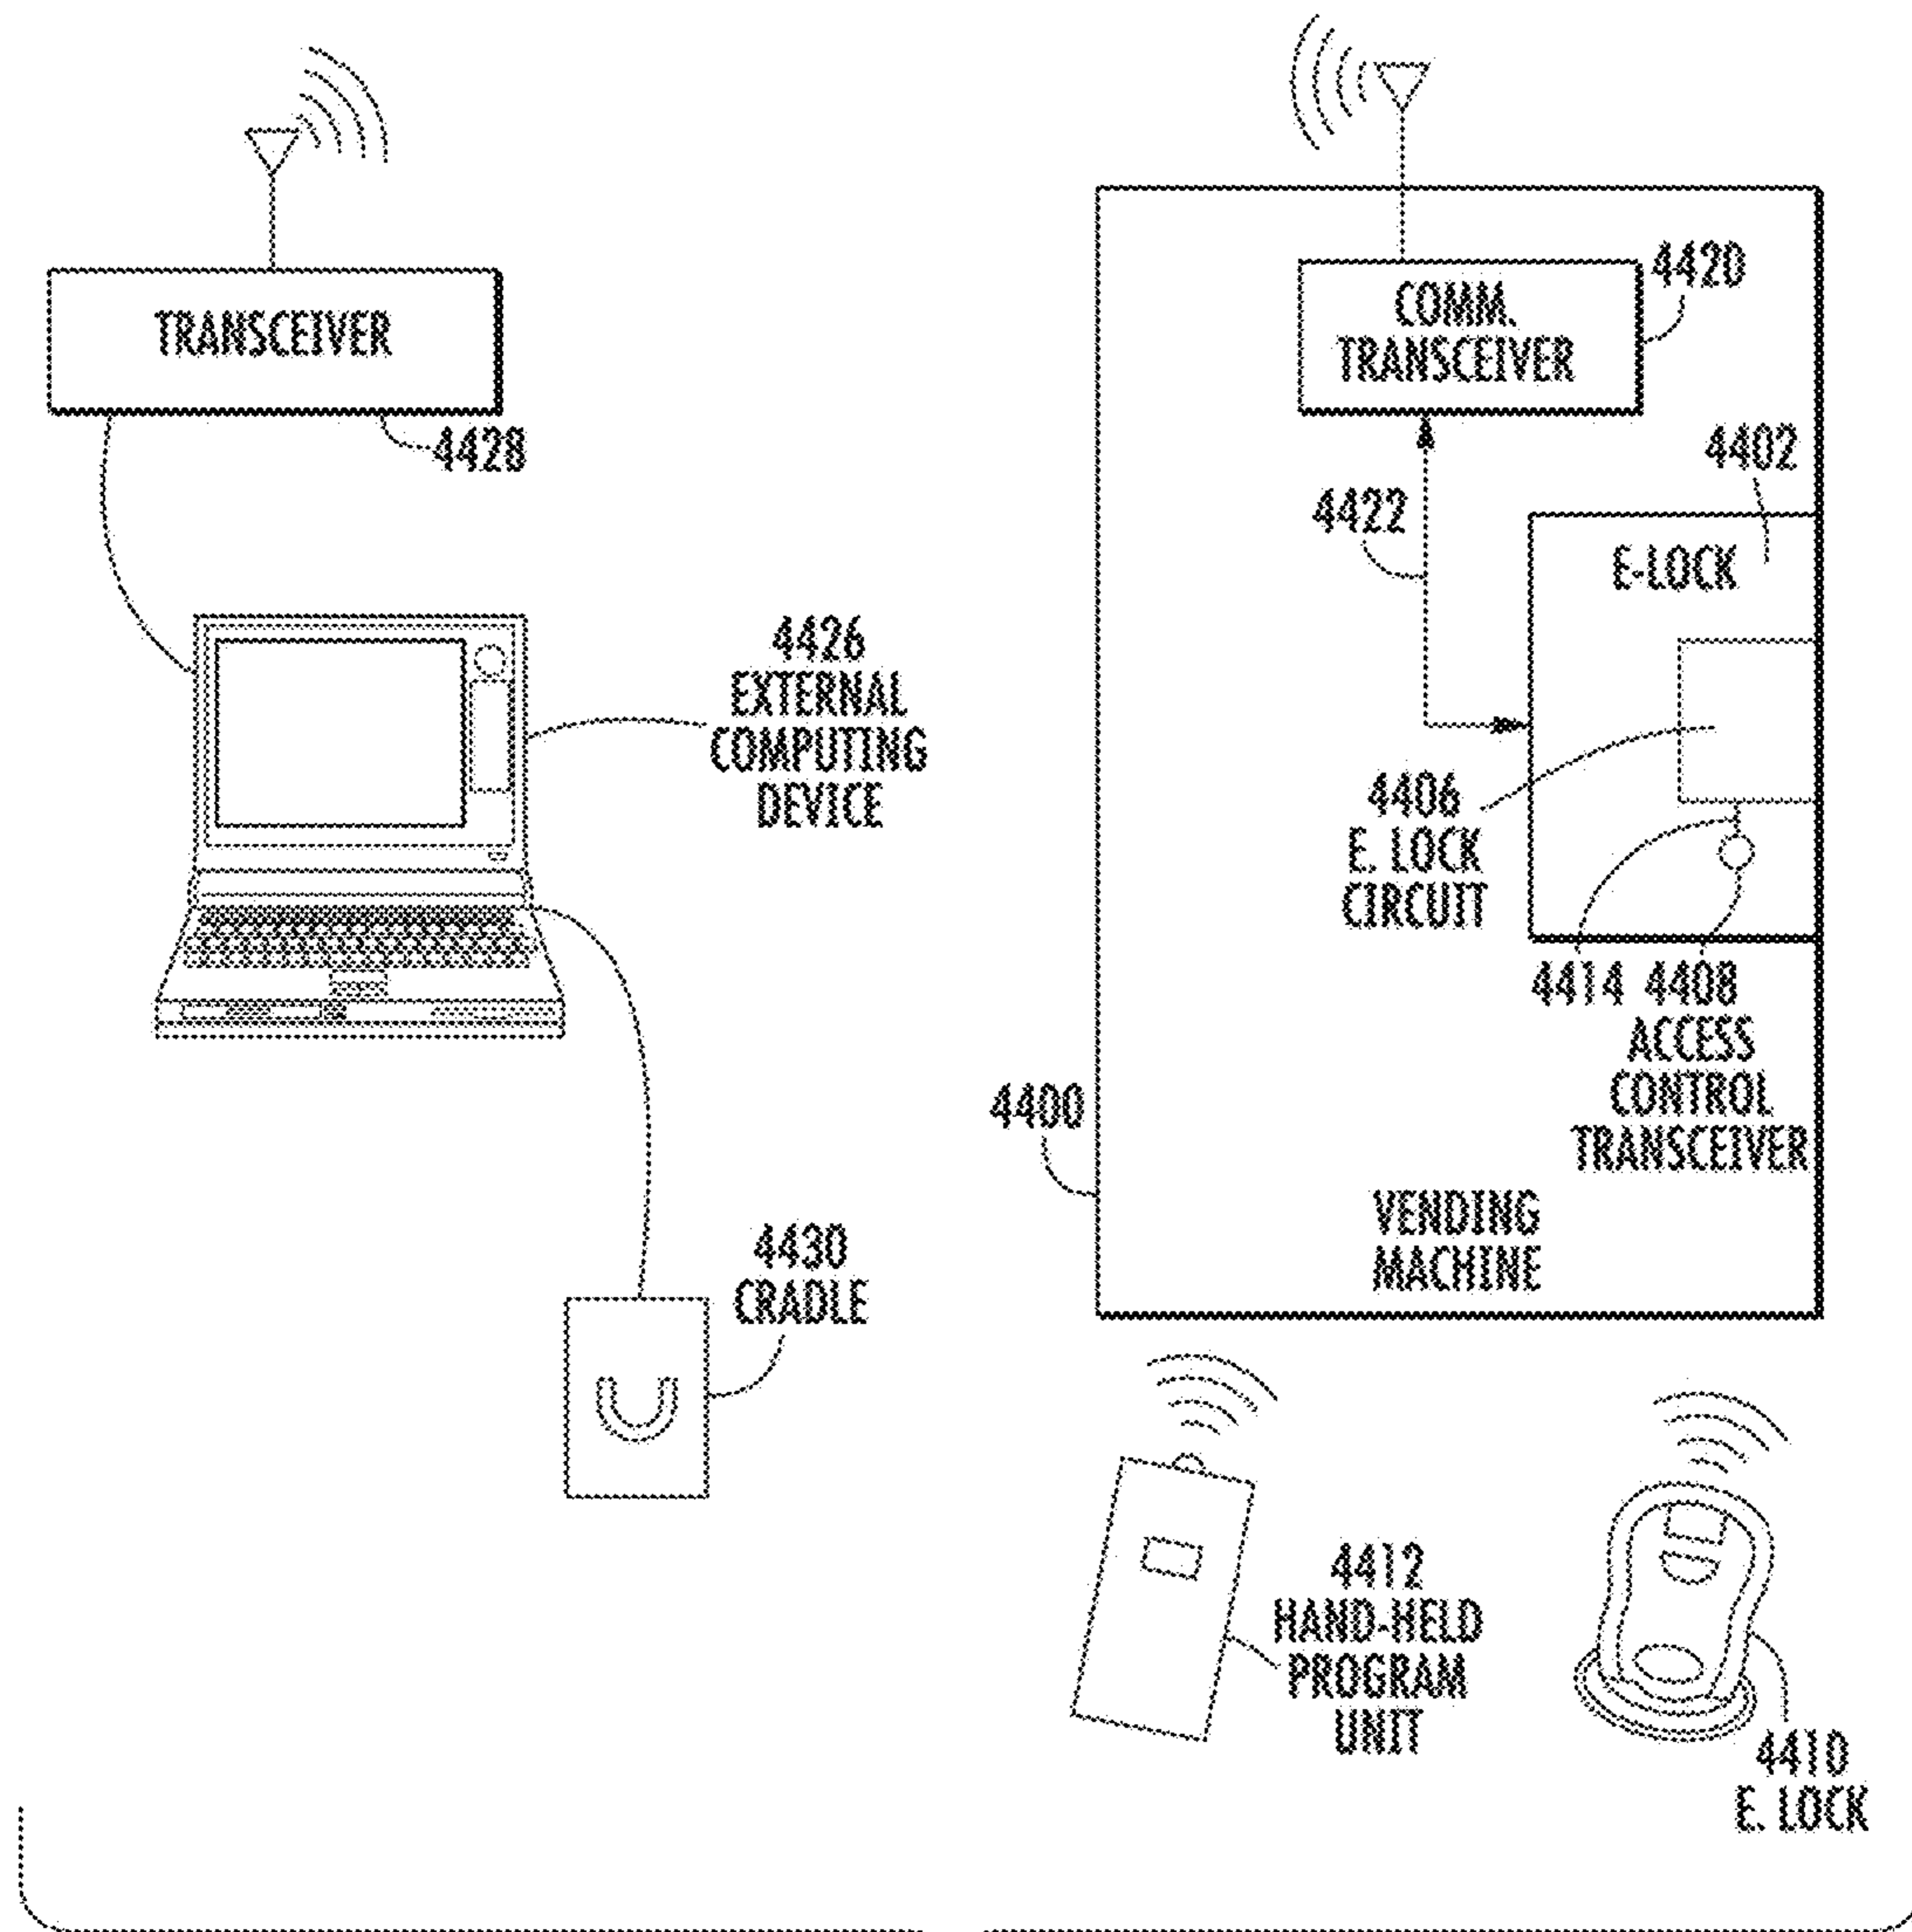 TRANSCEIVER
4428
4426
EXTERNAL
COMPUTING
DEVICE
4430
CRADLE
COMM.
TRANSCEIVER
4420
4402
4422
E-LOCK
4406
E. LOCK
CIRCUIT
4414 4408
ACCESS
CONTROL
TRANSCEIVER
4400
VENDING
MACHINE
4412
HAND-HELD
PROGRAM
UNIT
4410
E. LOCK